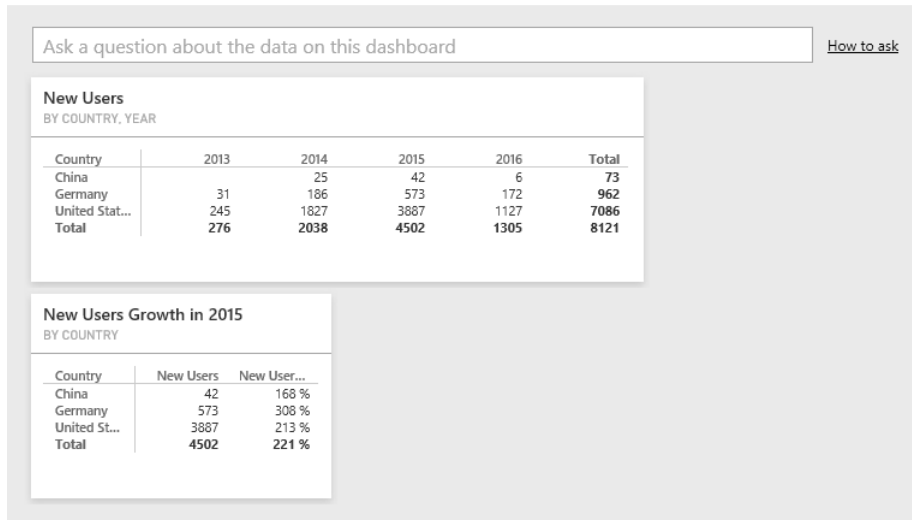 Ask a question about the data on this dashboard How to ask
New Users
BY COUNTRY, YEAR
Country 2013 2014 2015 2016 Total
China 25 42 6 73
Germany 31 186 573 172 962
United Stat... 245 1827 3887 1127 7086
Total 276 2038 4502 1305 8121
New Users Growth in 2015
BY COUNTRY
Country New Users New User...
China 42 168 %
Germany 573 308 %
United St... 3887 213 %
Total 4502 221 %